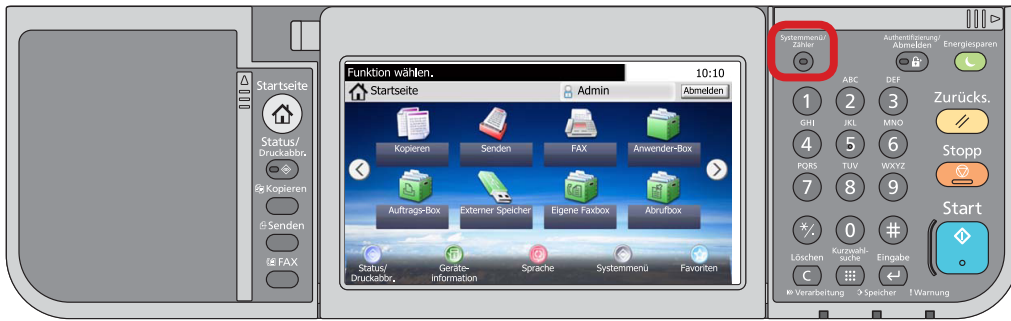 Startseite
Status/
Druckabbr.
Kopieren
Senden
FAX
Funktion wählen.
10:10
Startseite
Admin
Abmelden
Kopieren
Senden
FAX
Anwender-Box
Auftrags-Box
Externer Speicher
Eigene Faxbox
Abrufbox
Status/
Druckabbr.
Geräte-
information
Sprache
Systemmenü
Favoriten
Systemmenü/
Zähler
Authentifizierung/
Abmelden
Energiesparen
ABC DEF
1 2 3
Zurücks.
GHI JKL MNO
4 5 6
Stopp
PQRS TUV WXYZ
7 8 9
Start
*/. 0 #
Löschen
Kurzwahl-
suche
Eingabe
C
Verarbeitung Speicher ! Warnung